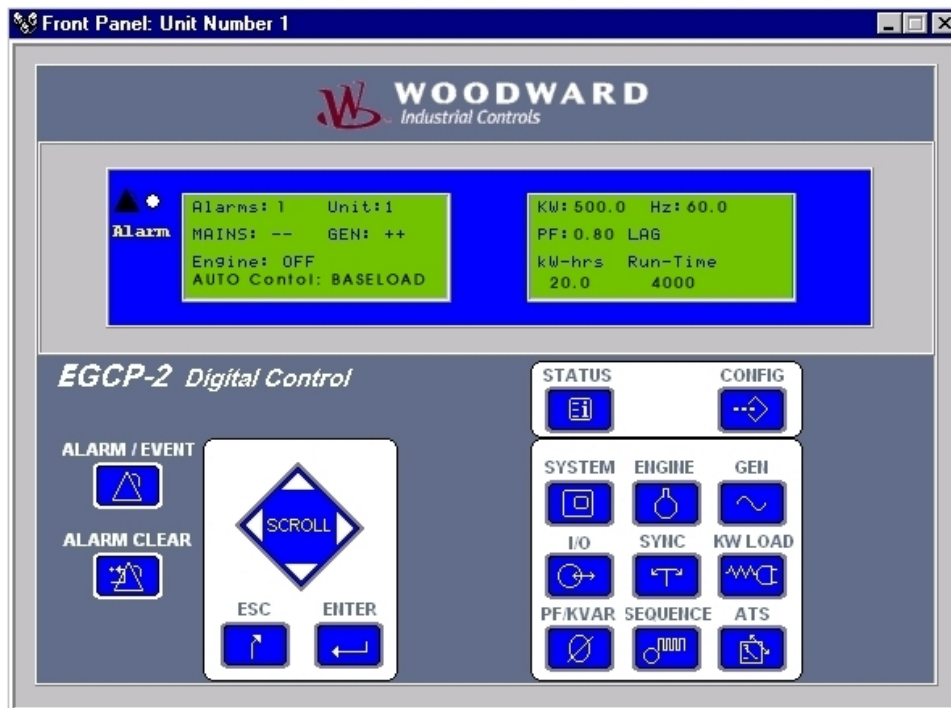 Front Panel: Unit Number 1
WOODWARD
Industrial Controls
Alarm
Alarms: 1 Unit:1
MAINS: -- GEN: ++
Engine: OFF
AUTO Contol: BASELOAD
KW: 500.0 Hz: 60.0
PF: 0.80 LAG
kW-hrs Run-Time
20.0 4000
EGCP-2 Digital Control
ALARM / EVENT
ALARM CLEAR
SCROLL
ESC ENTER
STATUS CONFIG
SYSTEM ENGINE GEN
I/O SYNC KW LOAD
PF/KVAR SEQUENCE ATS